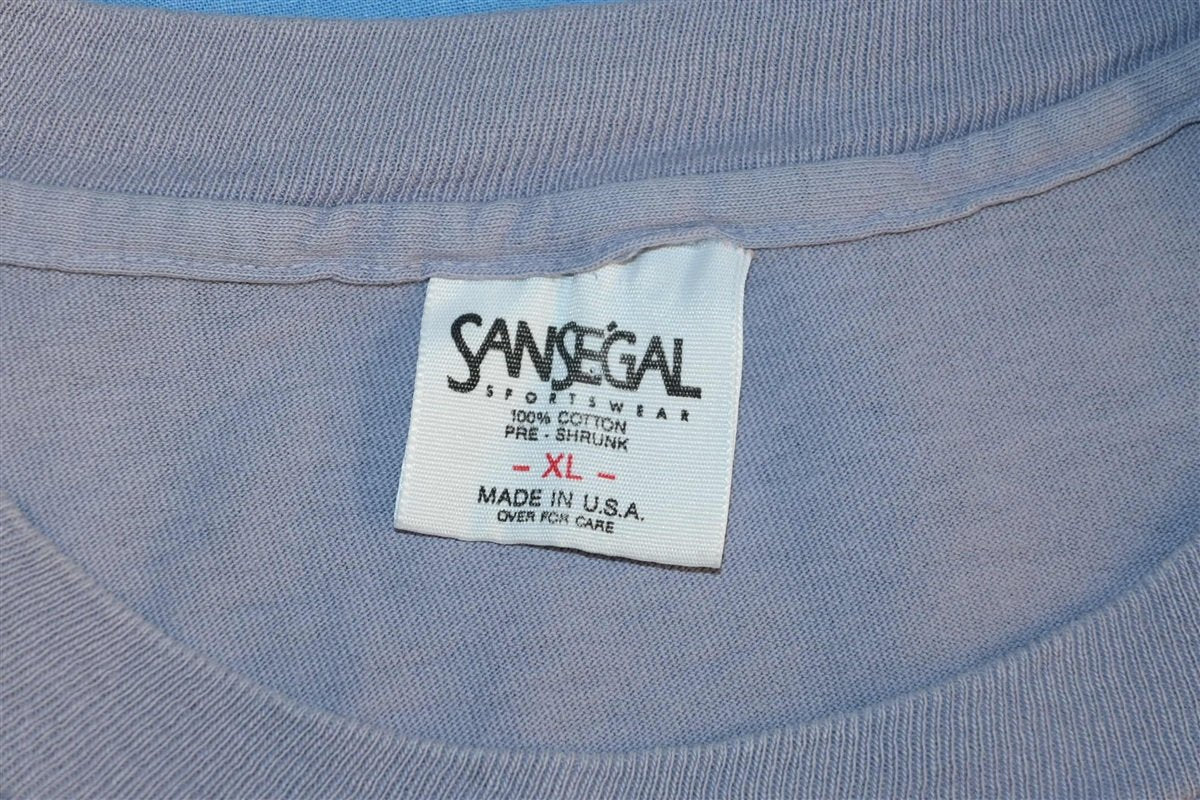 SANSEGAL
SPORTSWEAR
100% COTTON
PRE - SHRUNK
- XL -
MADE IN U.S.A.
OVER FOR CARE